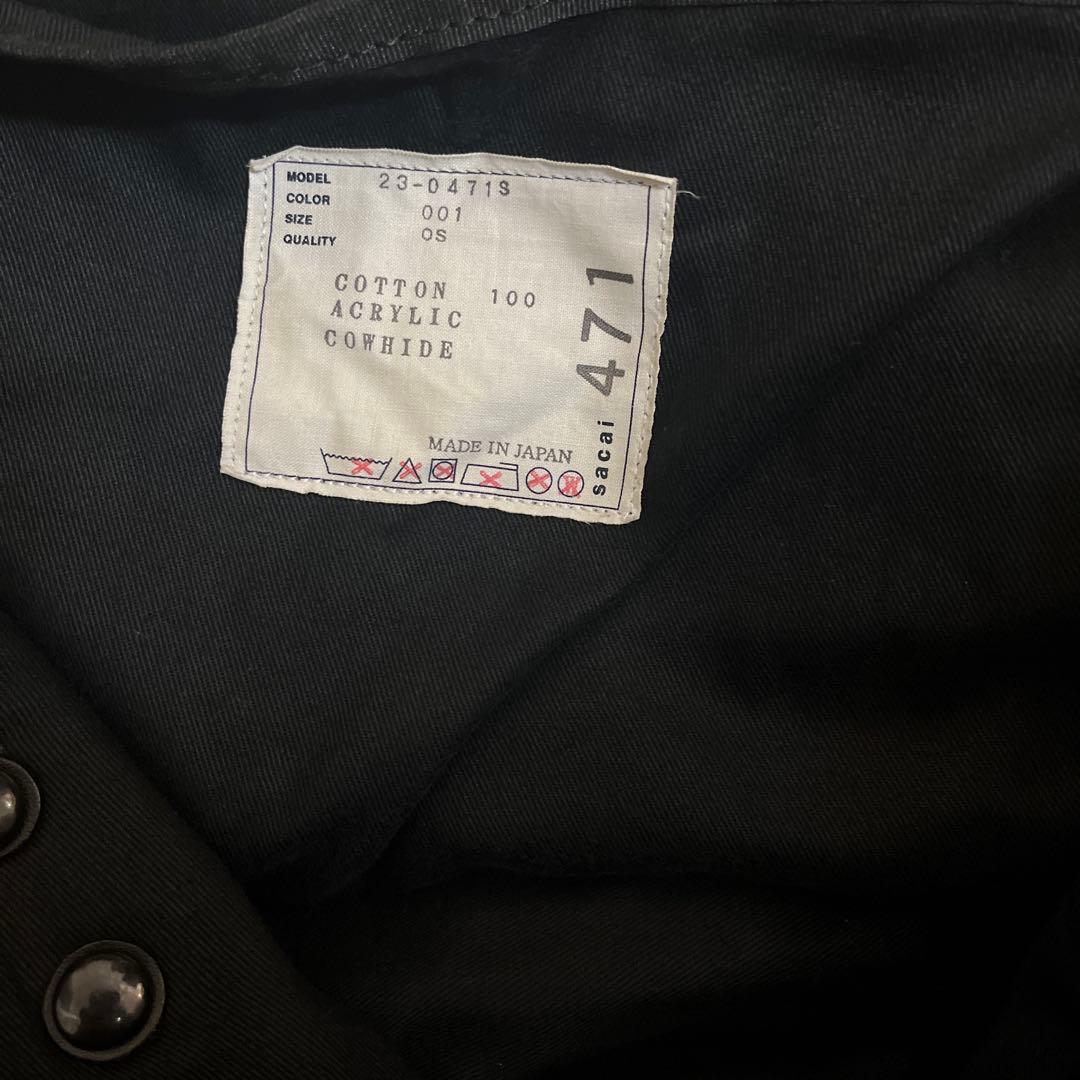 MODEL 23-0471S
COLOR 001
SIZE OS
QUALITY
COTTON 100
ACRYLIC
COWHIDE
MADE IN JAPAN
sacai 471
W